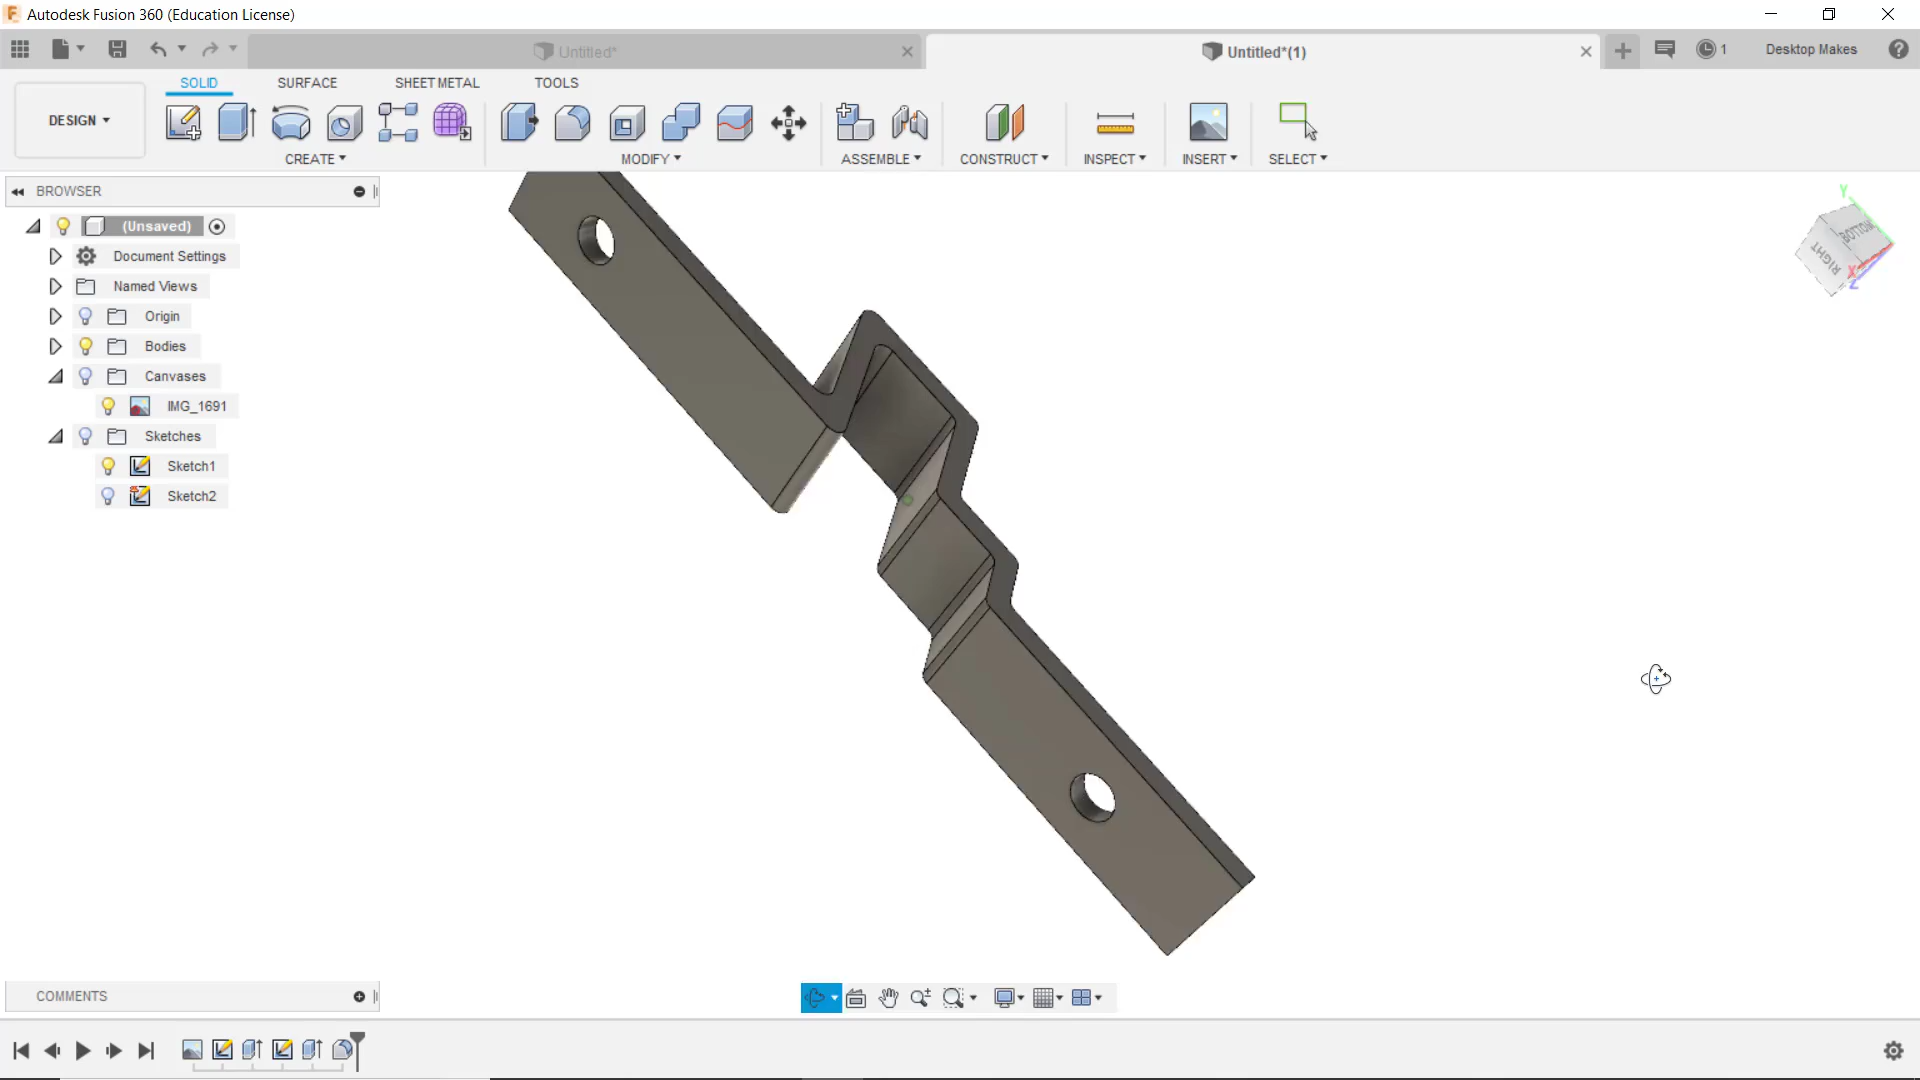 Autodesk Fusion 360 (Education License)
Untitled*
Untitled*(1)
1
Desktop Makes
DESIGN
SOLID
SURFACE
SHEET METAL
TOOLS
CREATE
MODIFY
ASSEMBLE
CONSTRUCT
INSPECT
INSERT
SELECT
BROWSER
(Unsaved)
Document Settings
Named Views
Origin
Bodies
Canvases
IMG_1691
Sketches
Sketch1
Sketch2
Y
BOTTOM
RIGHT
X
Z
COMMENTS